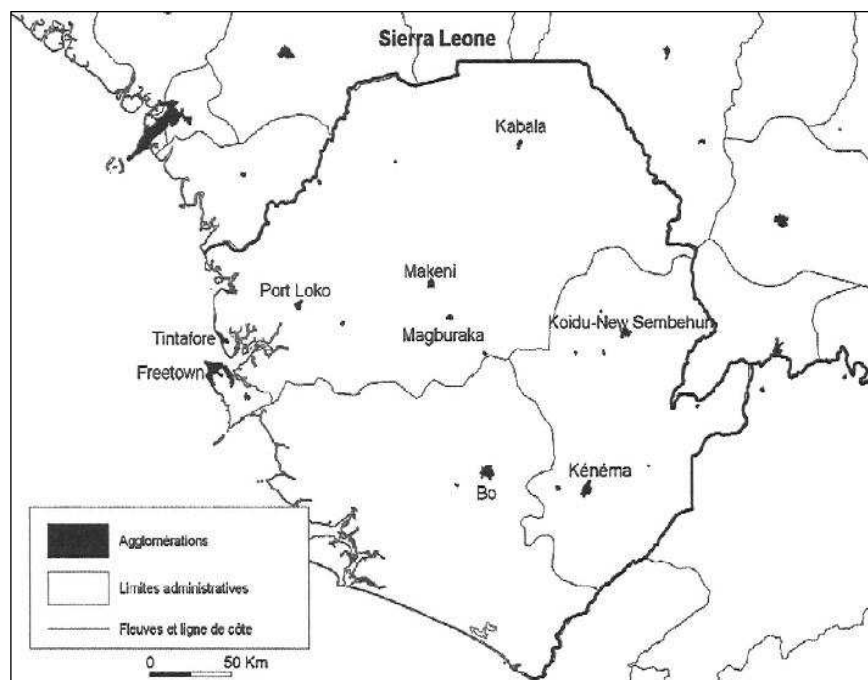 Sierra Leone
Kabala
Makeni
Port Loko
Magburaka
Koidu-New Sembehun
Tintafore
Freetown
Bo
Kénéma
Agglomérations
Limites administratives
Fleuves et ligne de côte
0 50 Km